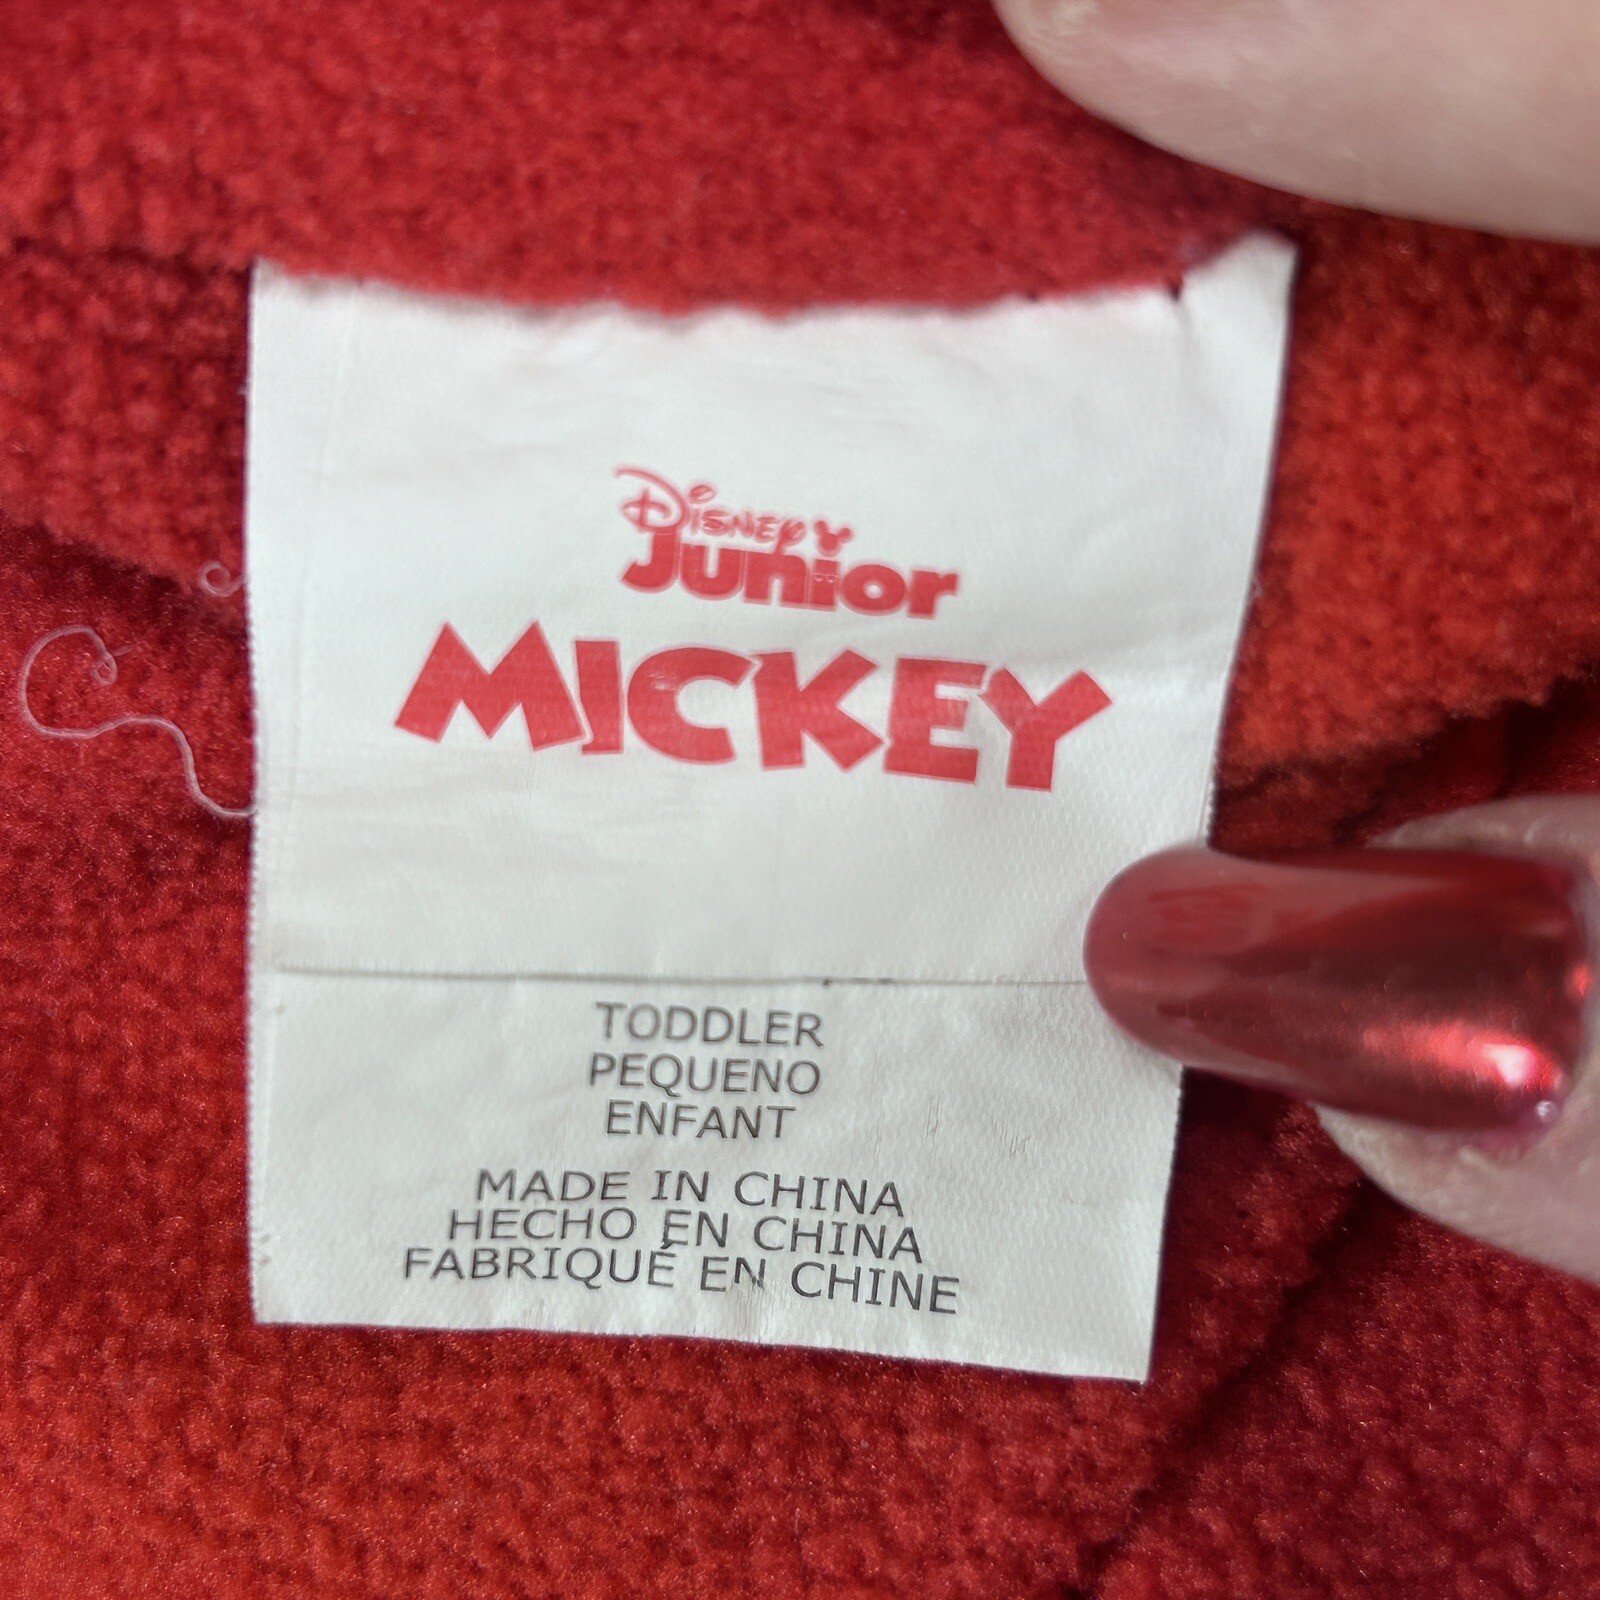 Disney
Junior
MICKEY
TODDLER
PEQUENO
ENFANT
MADE IN CHINA
HECHO EN CHINA
FABRIQUÉ EN CHINE